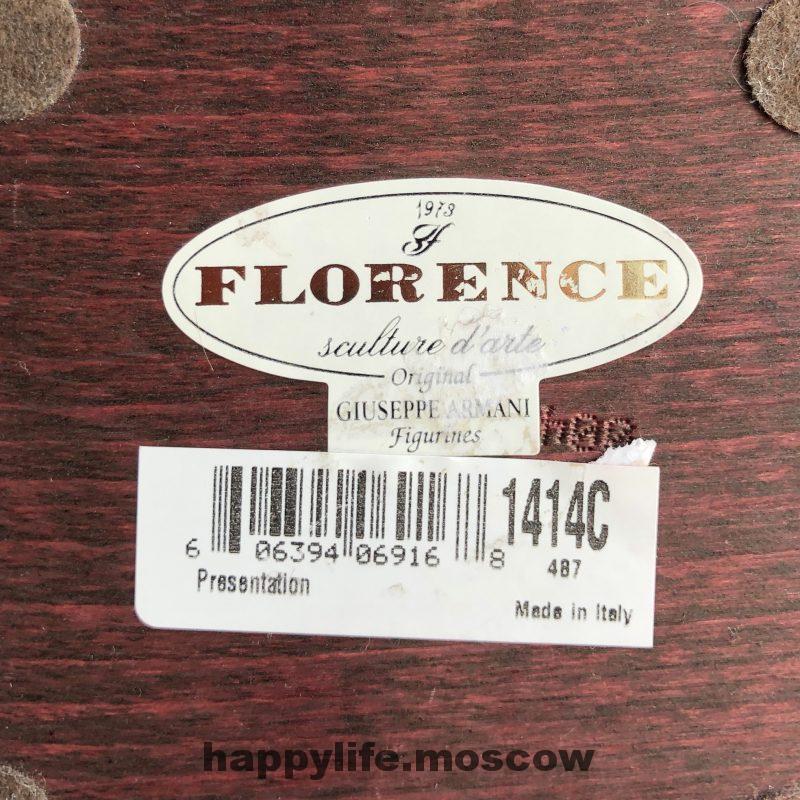 1973
FLORENCE
sculture d'arte
Original
GIUSEPPE ARMANI
Figurines
1414C
6 06394 06916 8
487
Presentation
Made in Italy
happylife.moscow